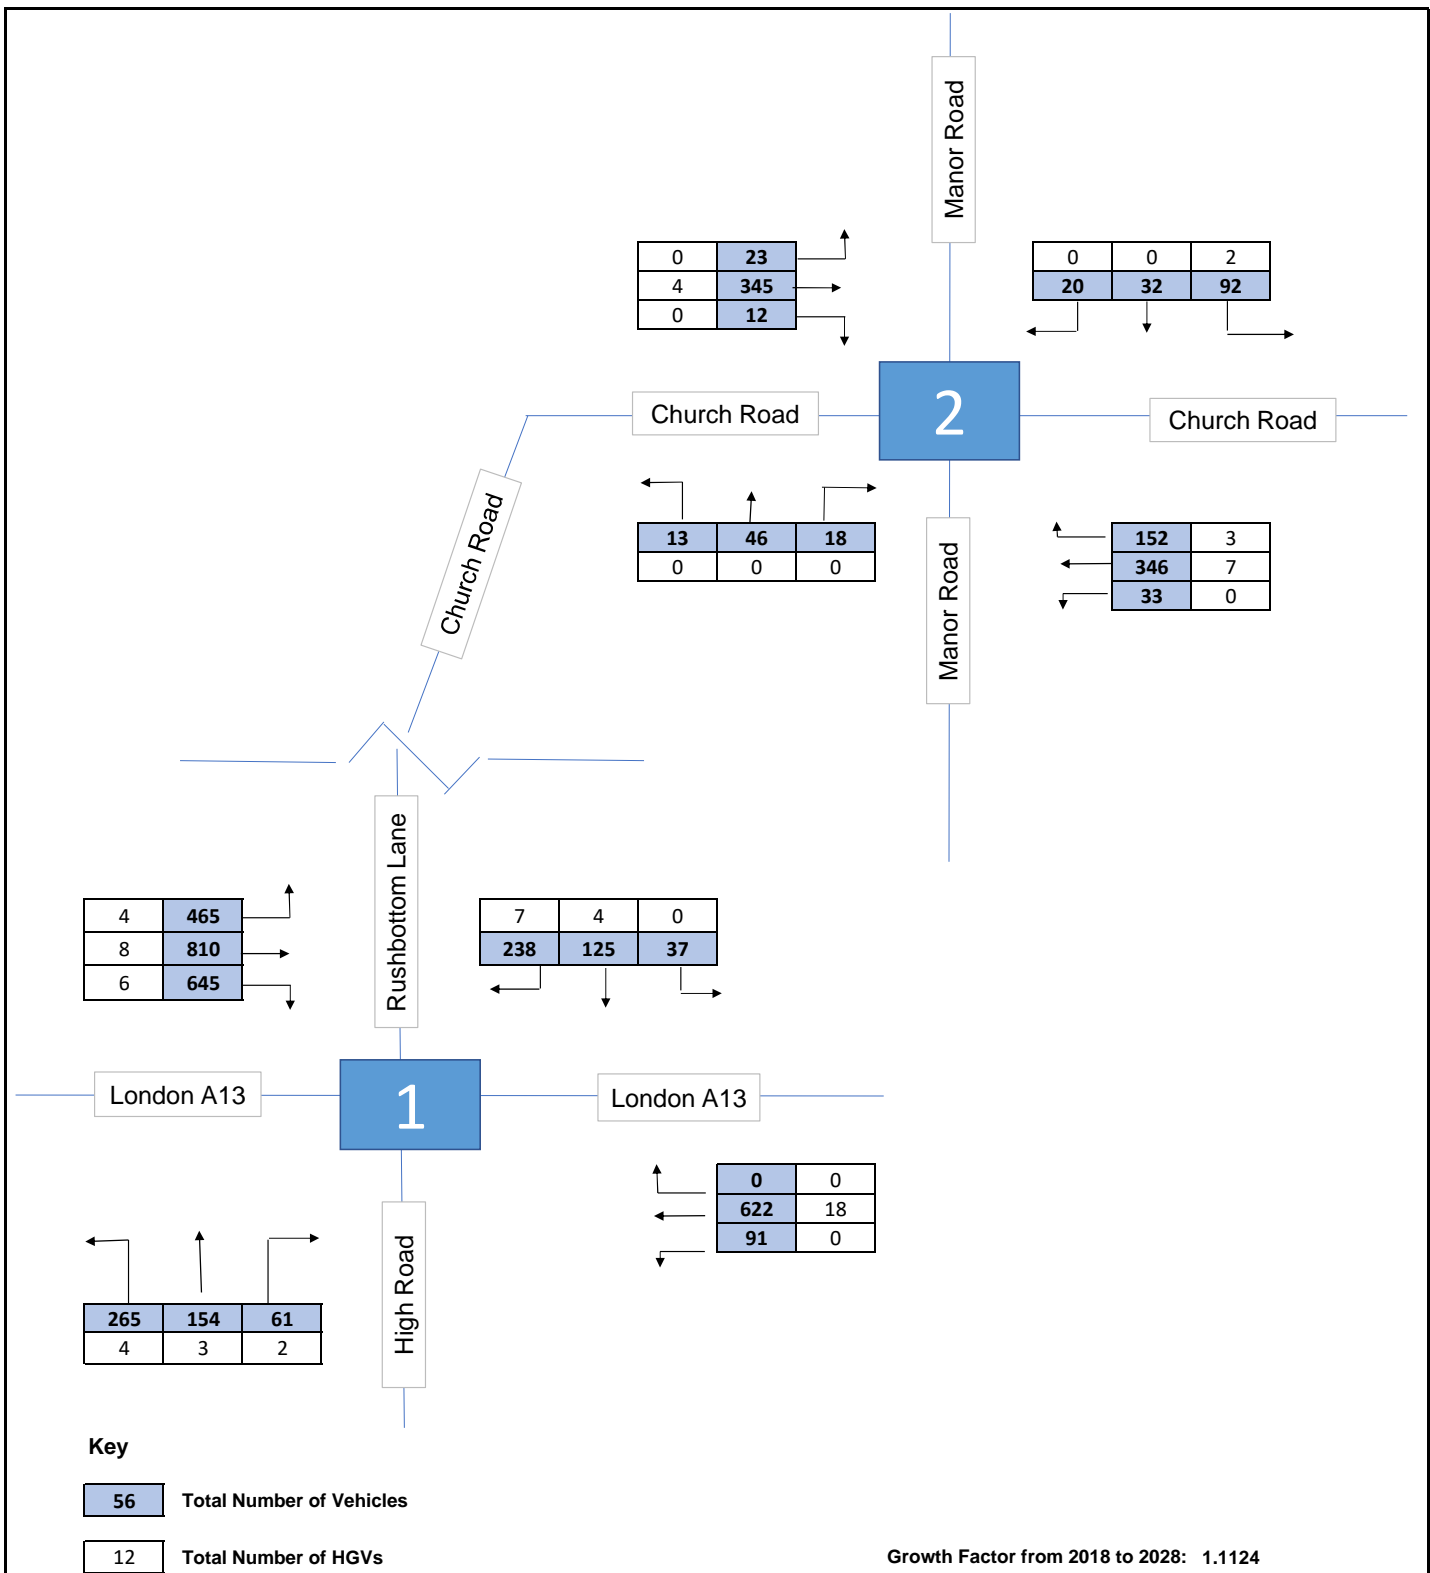 Manor Road
0 23
4 345
0 12
0 0 2
20 32 92
Church Road
2
Church Road
Church Road
13 46 18
0 0 0
Manor Road
152 3
346 7
33 0
Rushbottom Lane
4 465
8 810
6 645
7 4 0
238 125 37
London A13
1
London A13
0 0
622 18
91 0
High Road
265 154 61
4 3 2
Key
56 Total Number of Vehicles
12 Total Number of HGVs
Growth Factor from 2018 to 2028: 1.1124